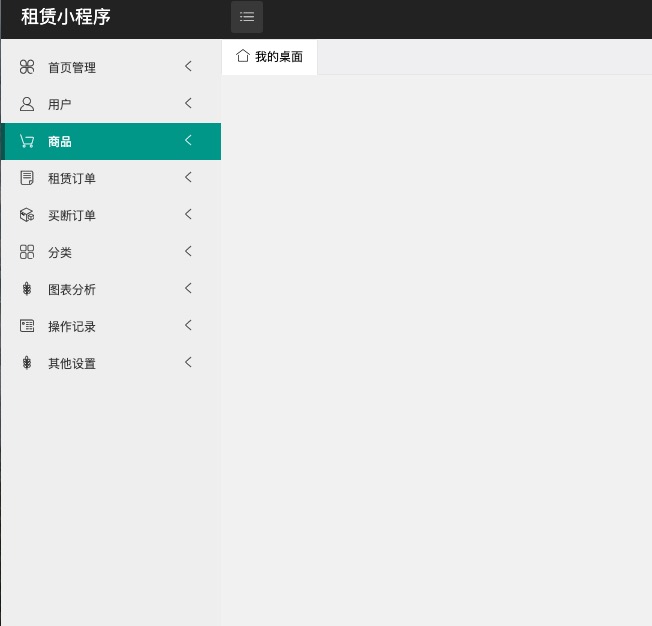 租赁小程序
我的桌面
首页管理
用户
商品
租赁订单
买断订单
分类
图表分析
操作记录
其他设置